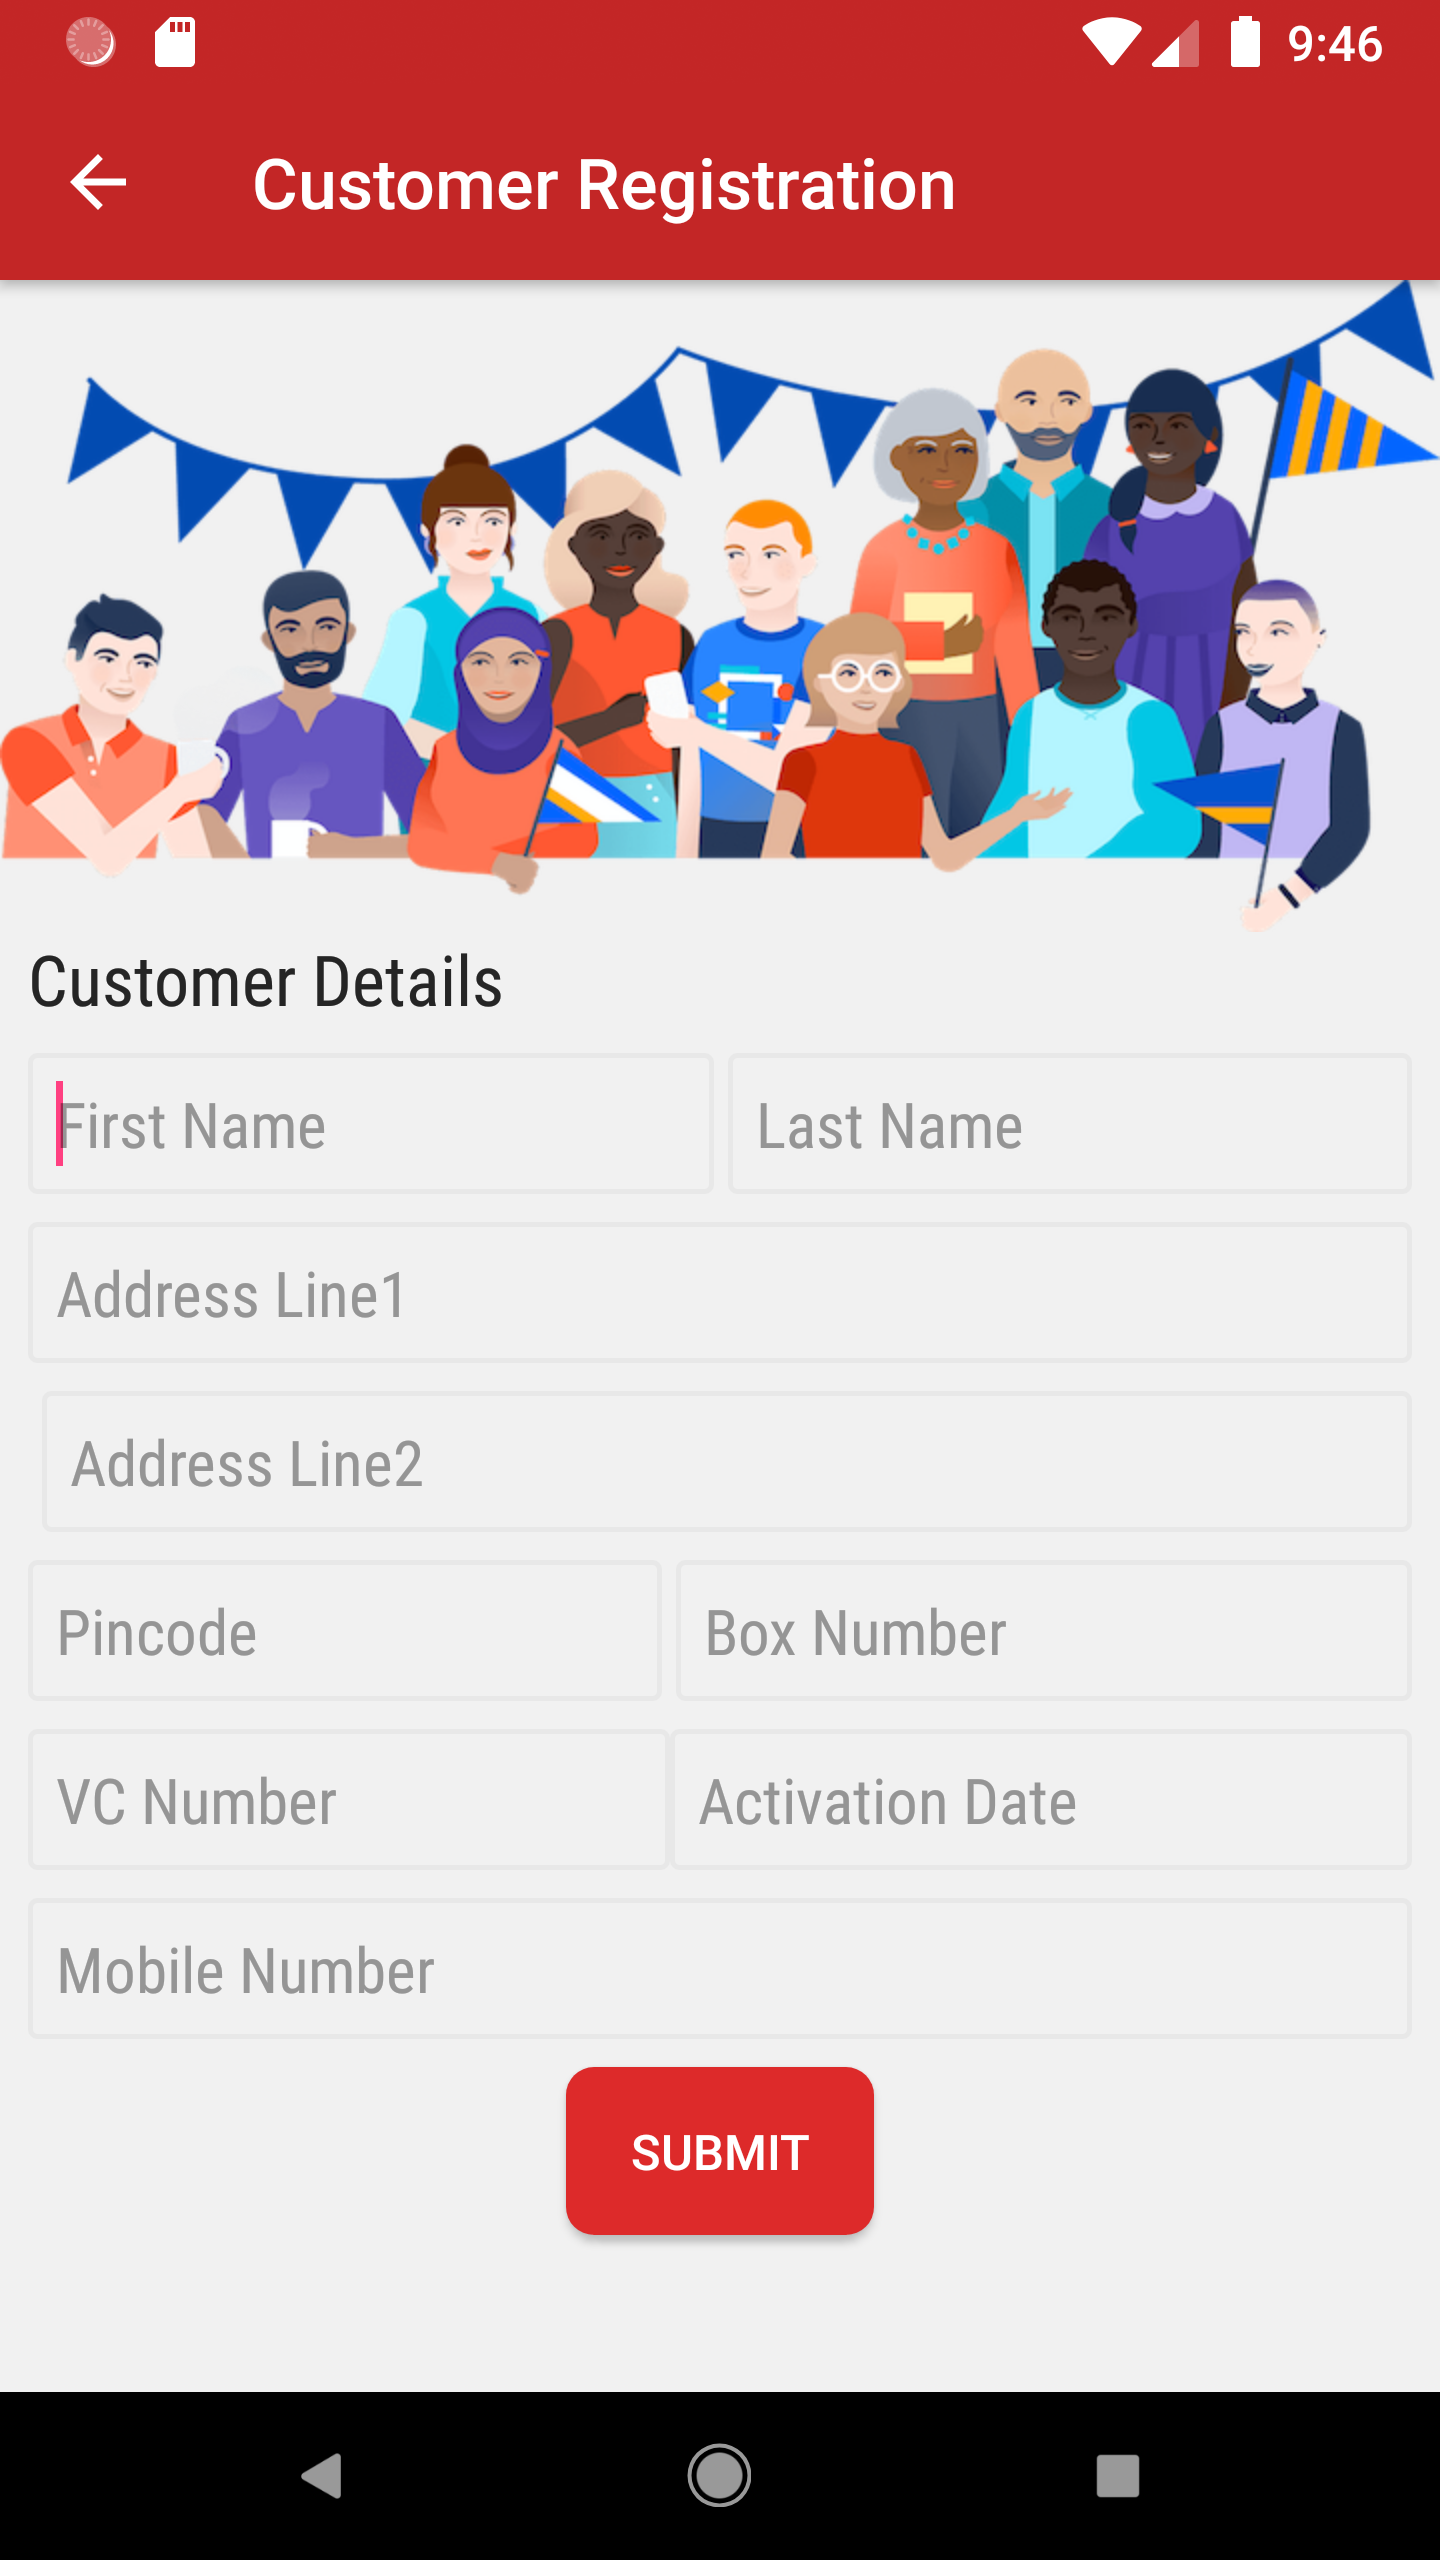 9:46
Customer Registration
Customer Details
First Name Last Name
Address Line1
Address Line2
Pincode Box Number
VC Number Activation Date
Mobile Number
SUBMIT